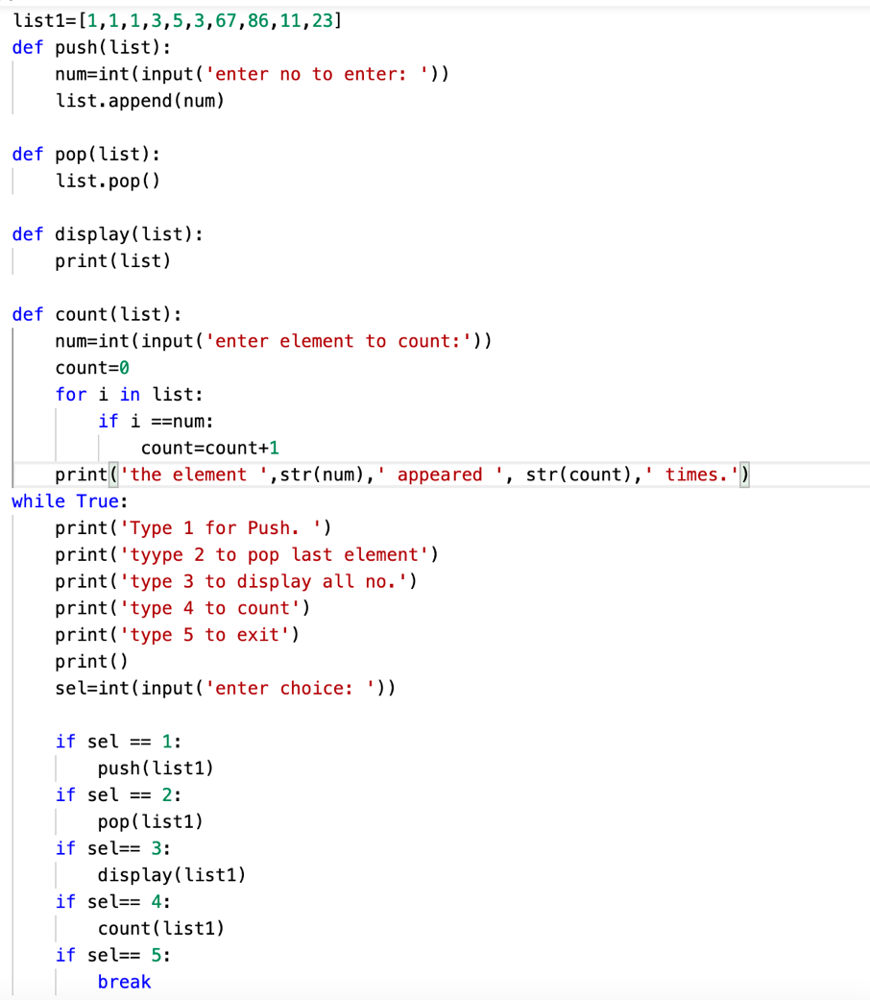 list1=[1,1,1,3,5,3,67,86,11,23]
def push(list):
    num=int(input('enter no to enter: '))
    list.append(num)

def pop(list):
    list.pop()

def display(list):
    print(list)

def count(list):
    num=int(input('enter element to count:'))
    count=0
    for i in list:
        if i ==num:
            count=count+1
    print('the element ',str(num),' appeared ', str(count),' times.')
while True:
    print('Type 1 for Push. ')
    print('tyype 2 to pop last element')
    print('type 3 to display all no.')
    print('type 4 to count')
    print('type 5 to exit')
    print()
    sel=int(input('enter choice: '))

    if sel == 1:
        push(list1)
    if sel == 2:
        pop(list1)
    if sel== 3:
        display(list1)
    if sel== 4:
        count(list1)
    if sel== 5:
        break